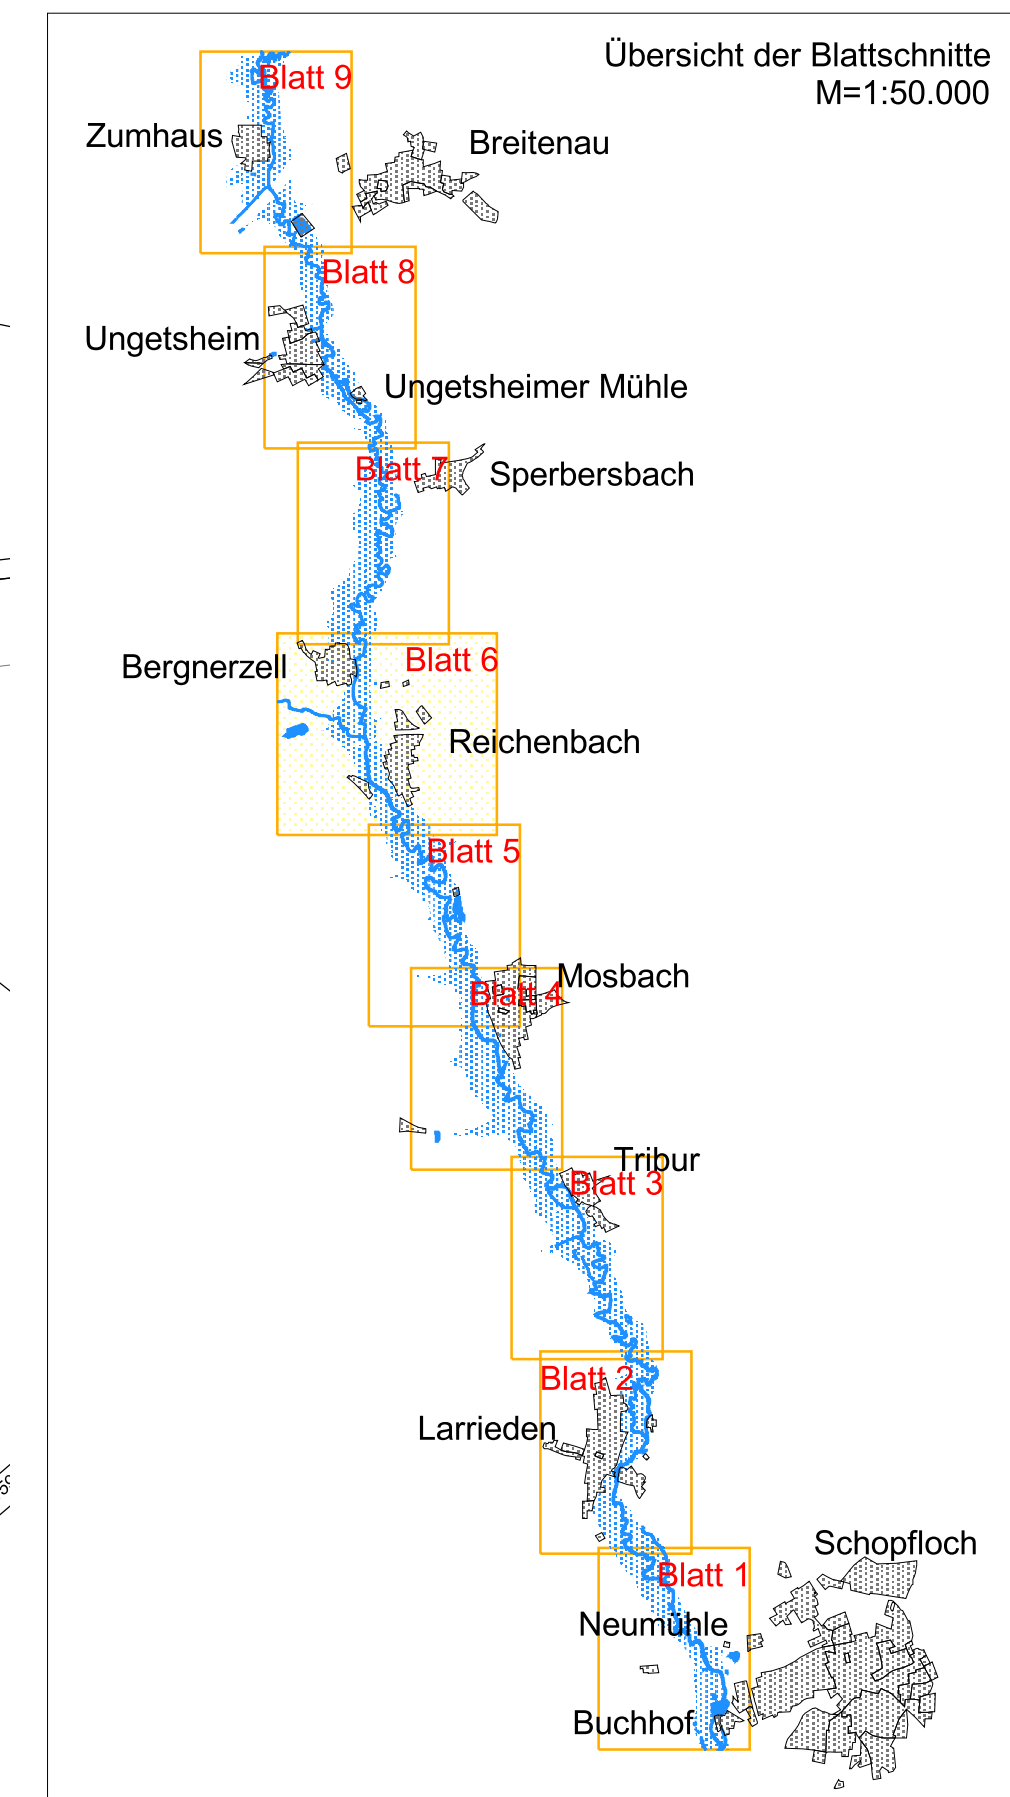 Übersicht der Blattschnitte
M=1:50.000
Blatt 9
Zumhaus
Breitenau
Blatt 8
Ungetsheim
Ungetsheimer Mühle
Blatt 7
Sperbersbach
Blatt 6
Bergnerzell
Reichenbach
Blatt 5
Mosbach
Blatt 4
Tribur
Blatt 3
Blatt 2
Larrieden
Schopfloch
Blatt 1
Neumühle
Buchhof